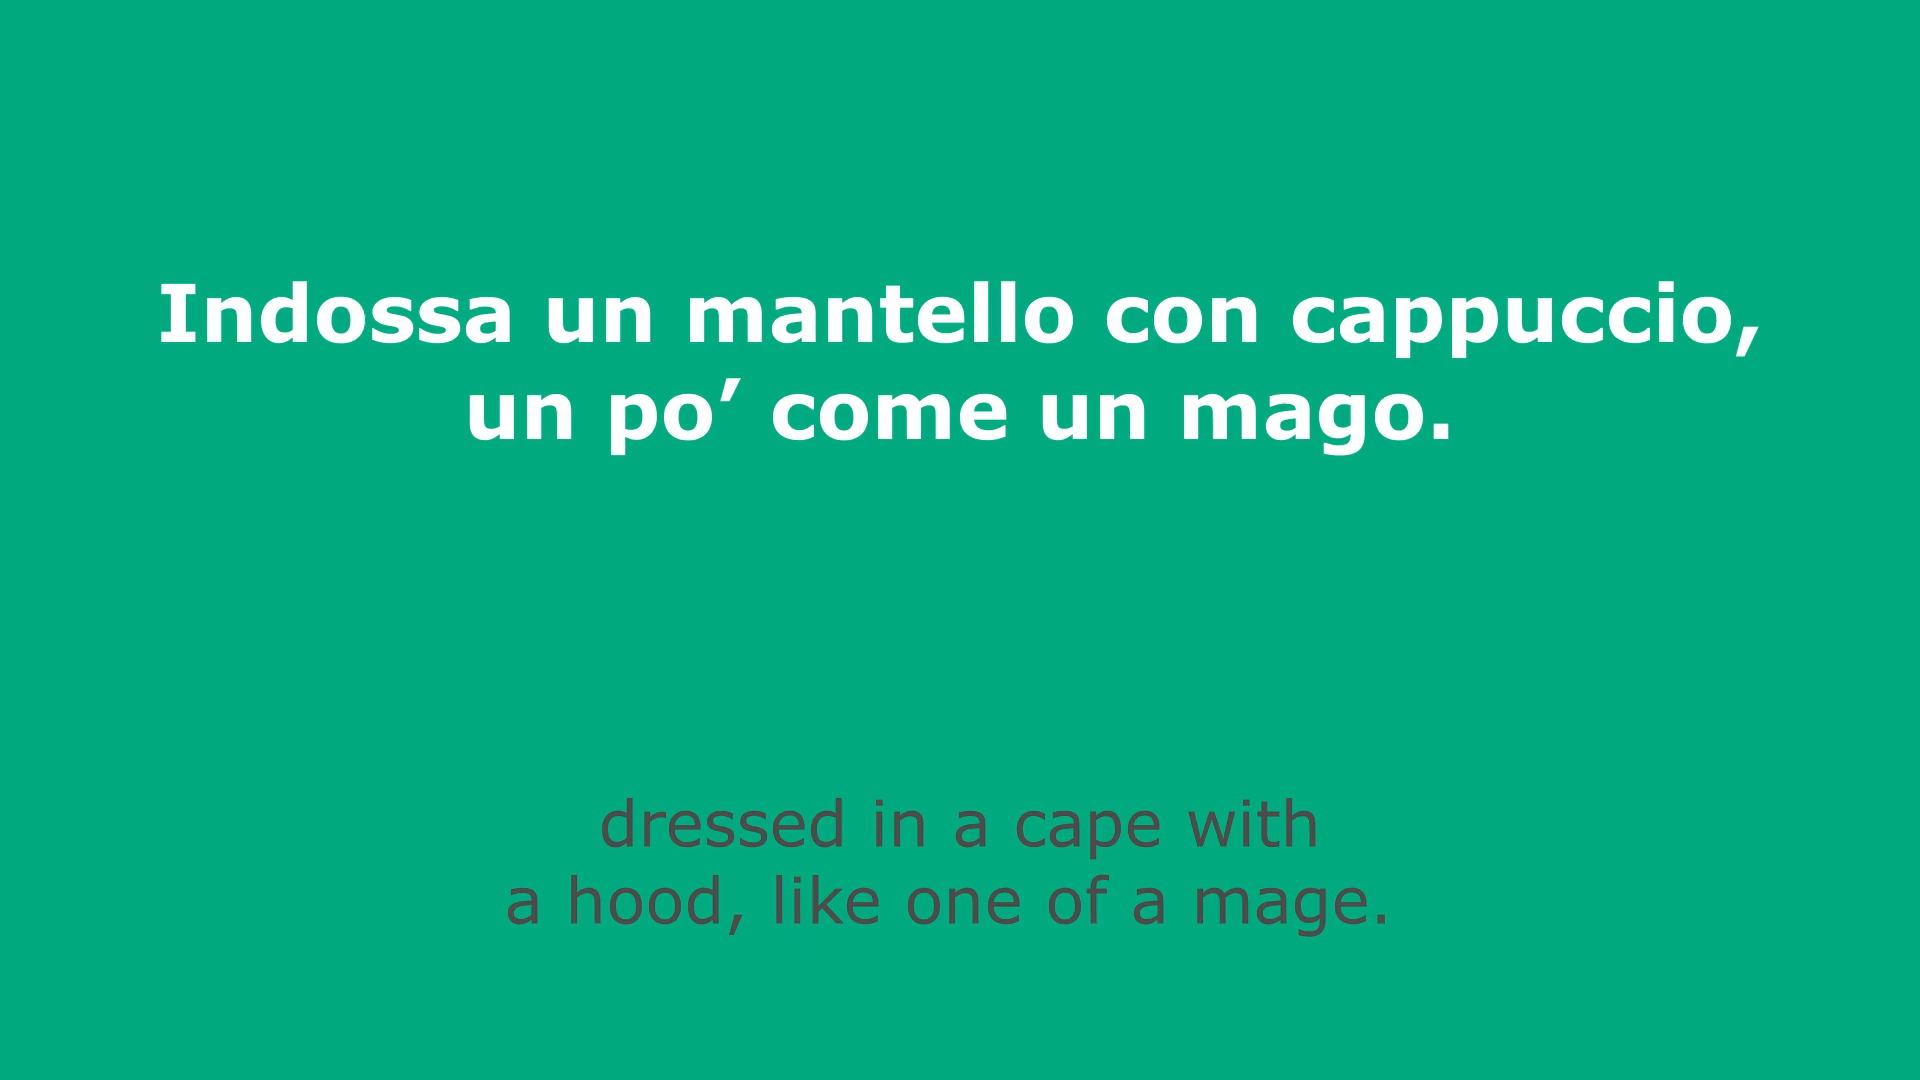 Indossa un mantello con cappuccio,
un po’ come un mago.
dressed in a cape with
a hood, like one of a mage.